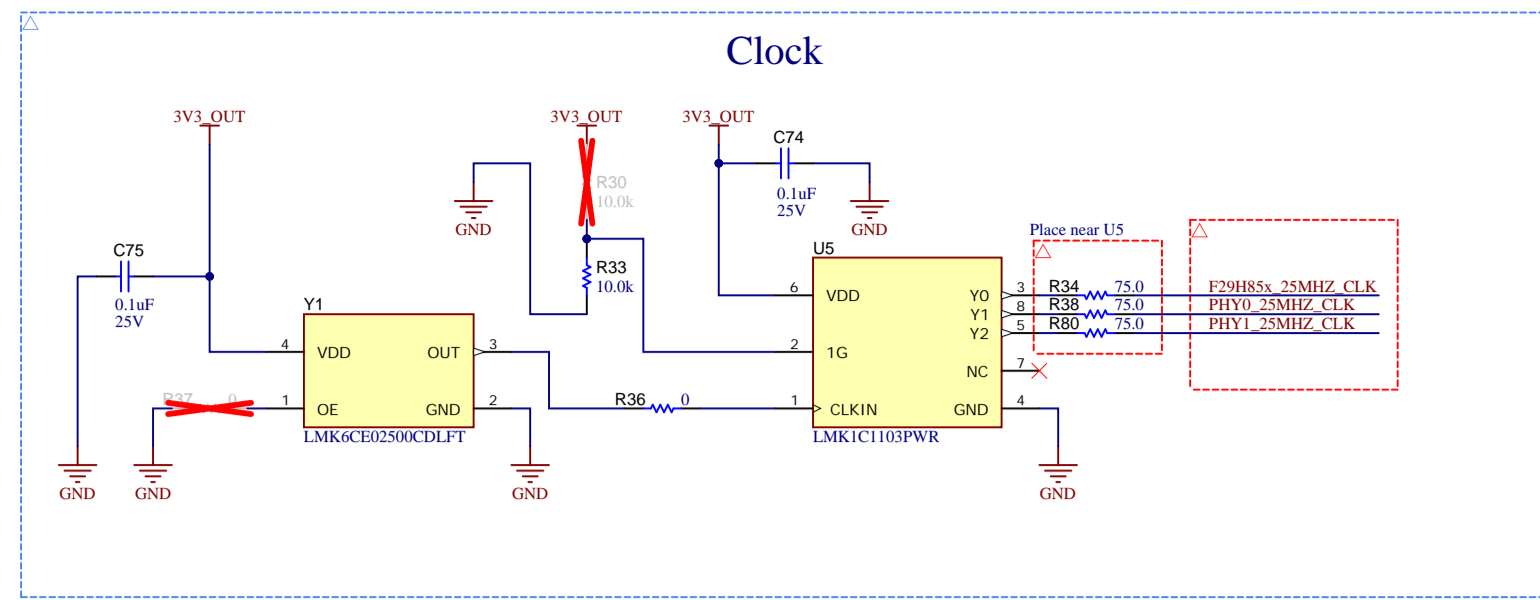 Clock
3V3_OUT
3V3_OUT
3V3_OUT
C74
0.1uF
25V
GND
R30
10.0k
GND
R33
10.0k
C75
0.1uF
25V
Place near U5
U5
6 VDD
2 1G
1 CLKIN
Y0 3
Y1 8
Y2 5
NC 7
GND 4
LMK1C1103PWR
R34 75.0 F29H85x_25MHZ_CLK
R38 75.0 PHY0_25MHZ_CLK
R80 75.0 PHY1_25MHZ_CLK
Y1
4 VDD
OUT 3
1 OE
GND 2
LMK6CE02500CDLFT
R37 0
R36 0
GND
GND
GND
GND